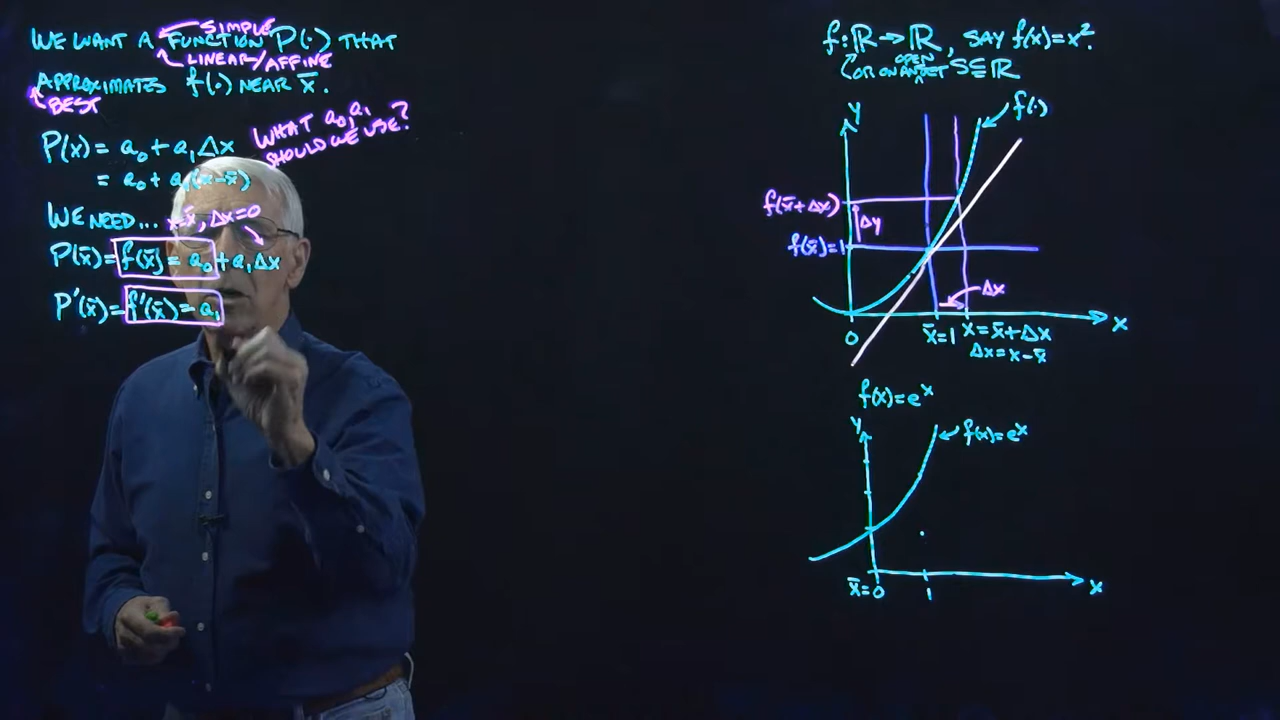 SIMPLE
WE WANT A FUNCTION P(·) THAT
LINEAR/AFFINE
APPROXIMATES f(·) NEAR x̄.
BEST
WHAT a₀, a₁
SHOULD WE USE?
P(x) = a₀ + a₁Δx
= a₀ + a₁(x-x̄)
WE NEED... x=x̄, Δx=0
P(x̄)= f(x̄) = a₀ + a₁Δx
P'(x̄)= f'(x̄) = a₁
f: ℝ → ℝ, SAY f(x)=x².
OPEN
OR ON AN SET S⊆ℝ
y
f(·)
f(x̄+Δx)
Δy
f(x̄)=1
Δx
x
0
x̄=1
x=x̄+Δx
Δx=x-x̄
f(x)=eˣ
y
f(x)=eˣ
x̄=0
1
x